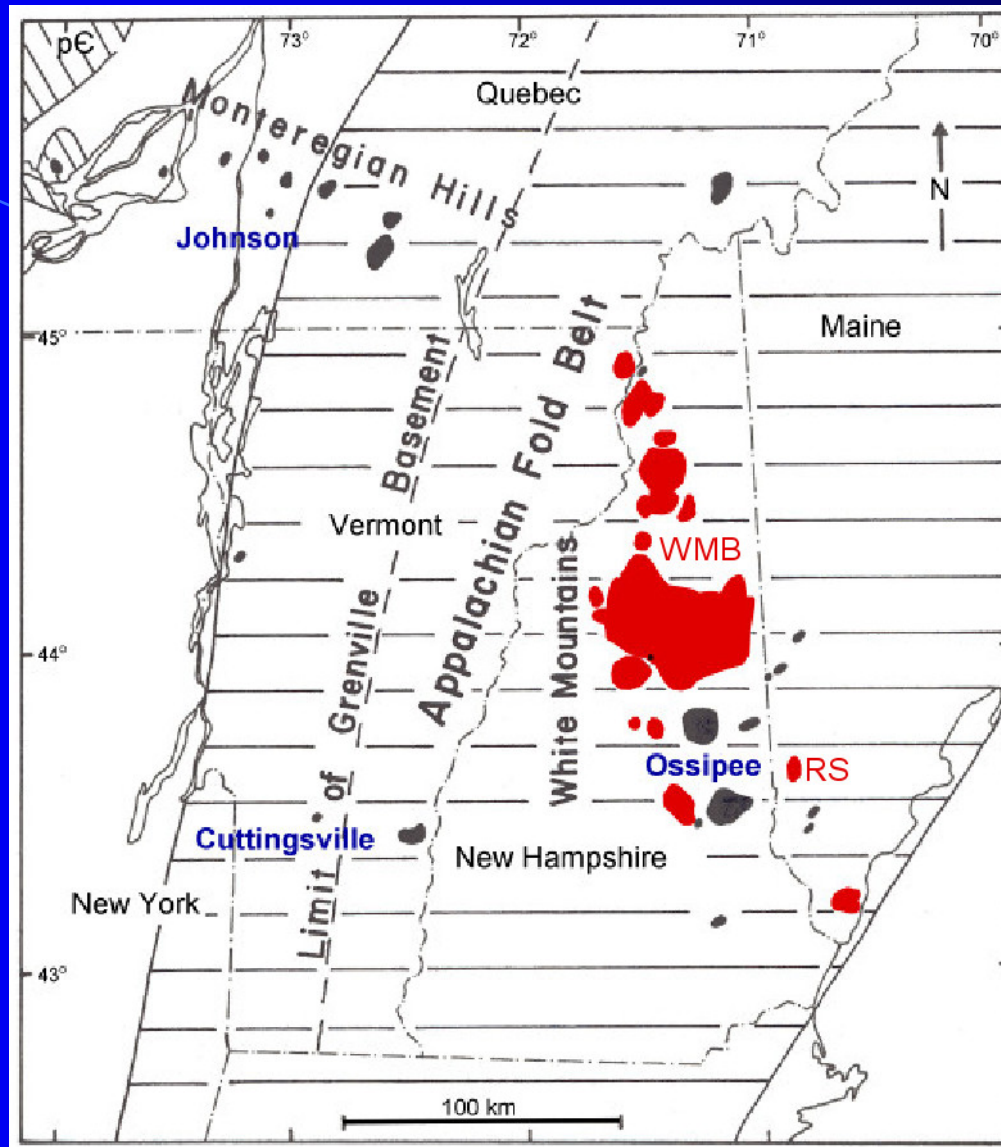 73° 72° 71° 70°
pЄ
Quebec
Monteregian Hills
N
Johnson
45°
Maine
Limit of Grenville Basement
Appalachian Fold Belt
Vermont
WMB
White Mountains
44°
Ossipee
RS
Cuttingsville
New Hampshire
New York
43°
100 km